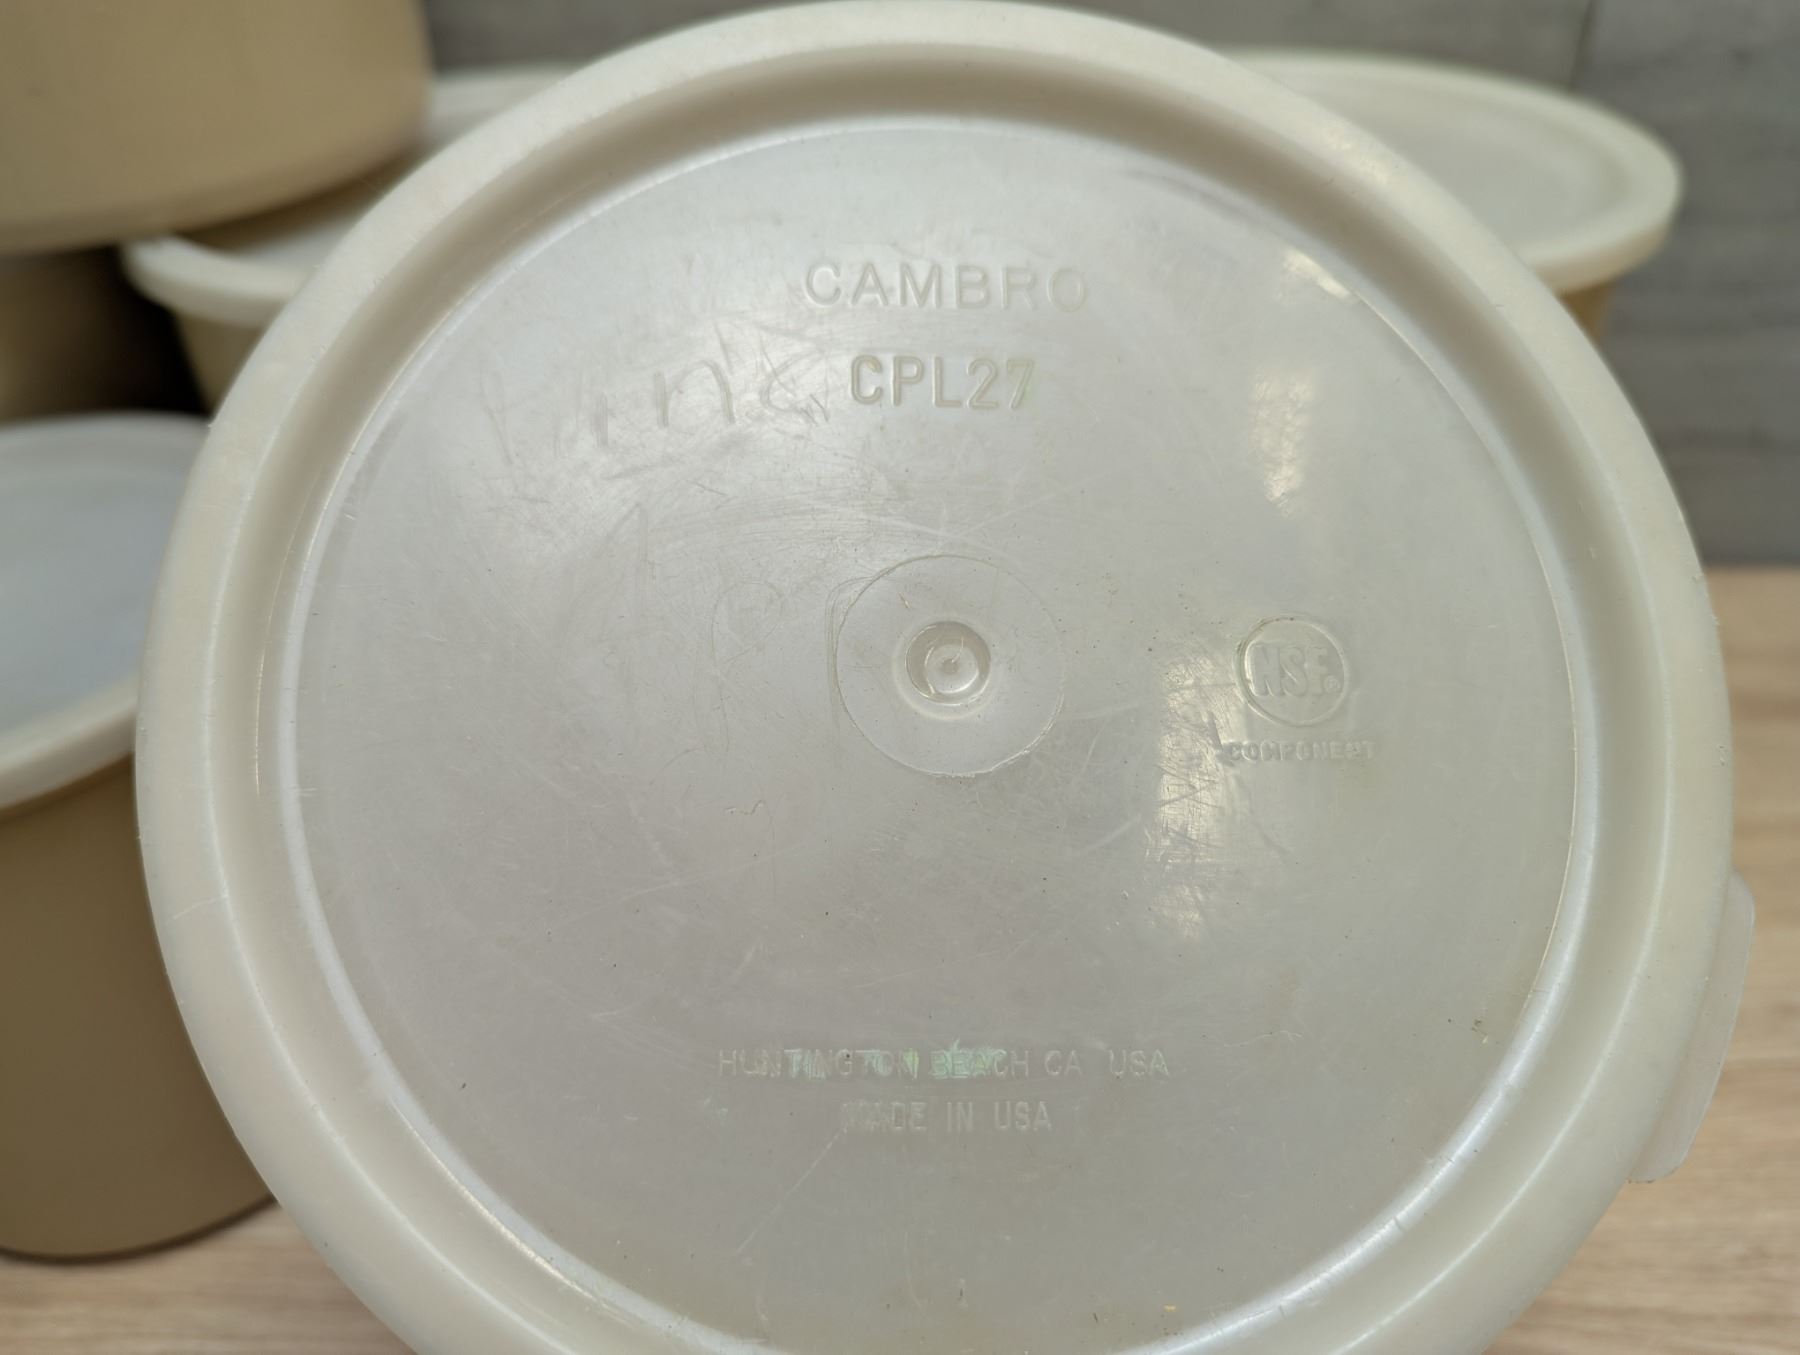 CAMBRO
CPL27
NSF®
COMPONENT
HUNTINGTON BEACH CA USA
MADE IN USA